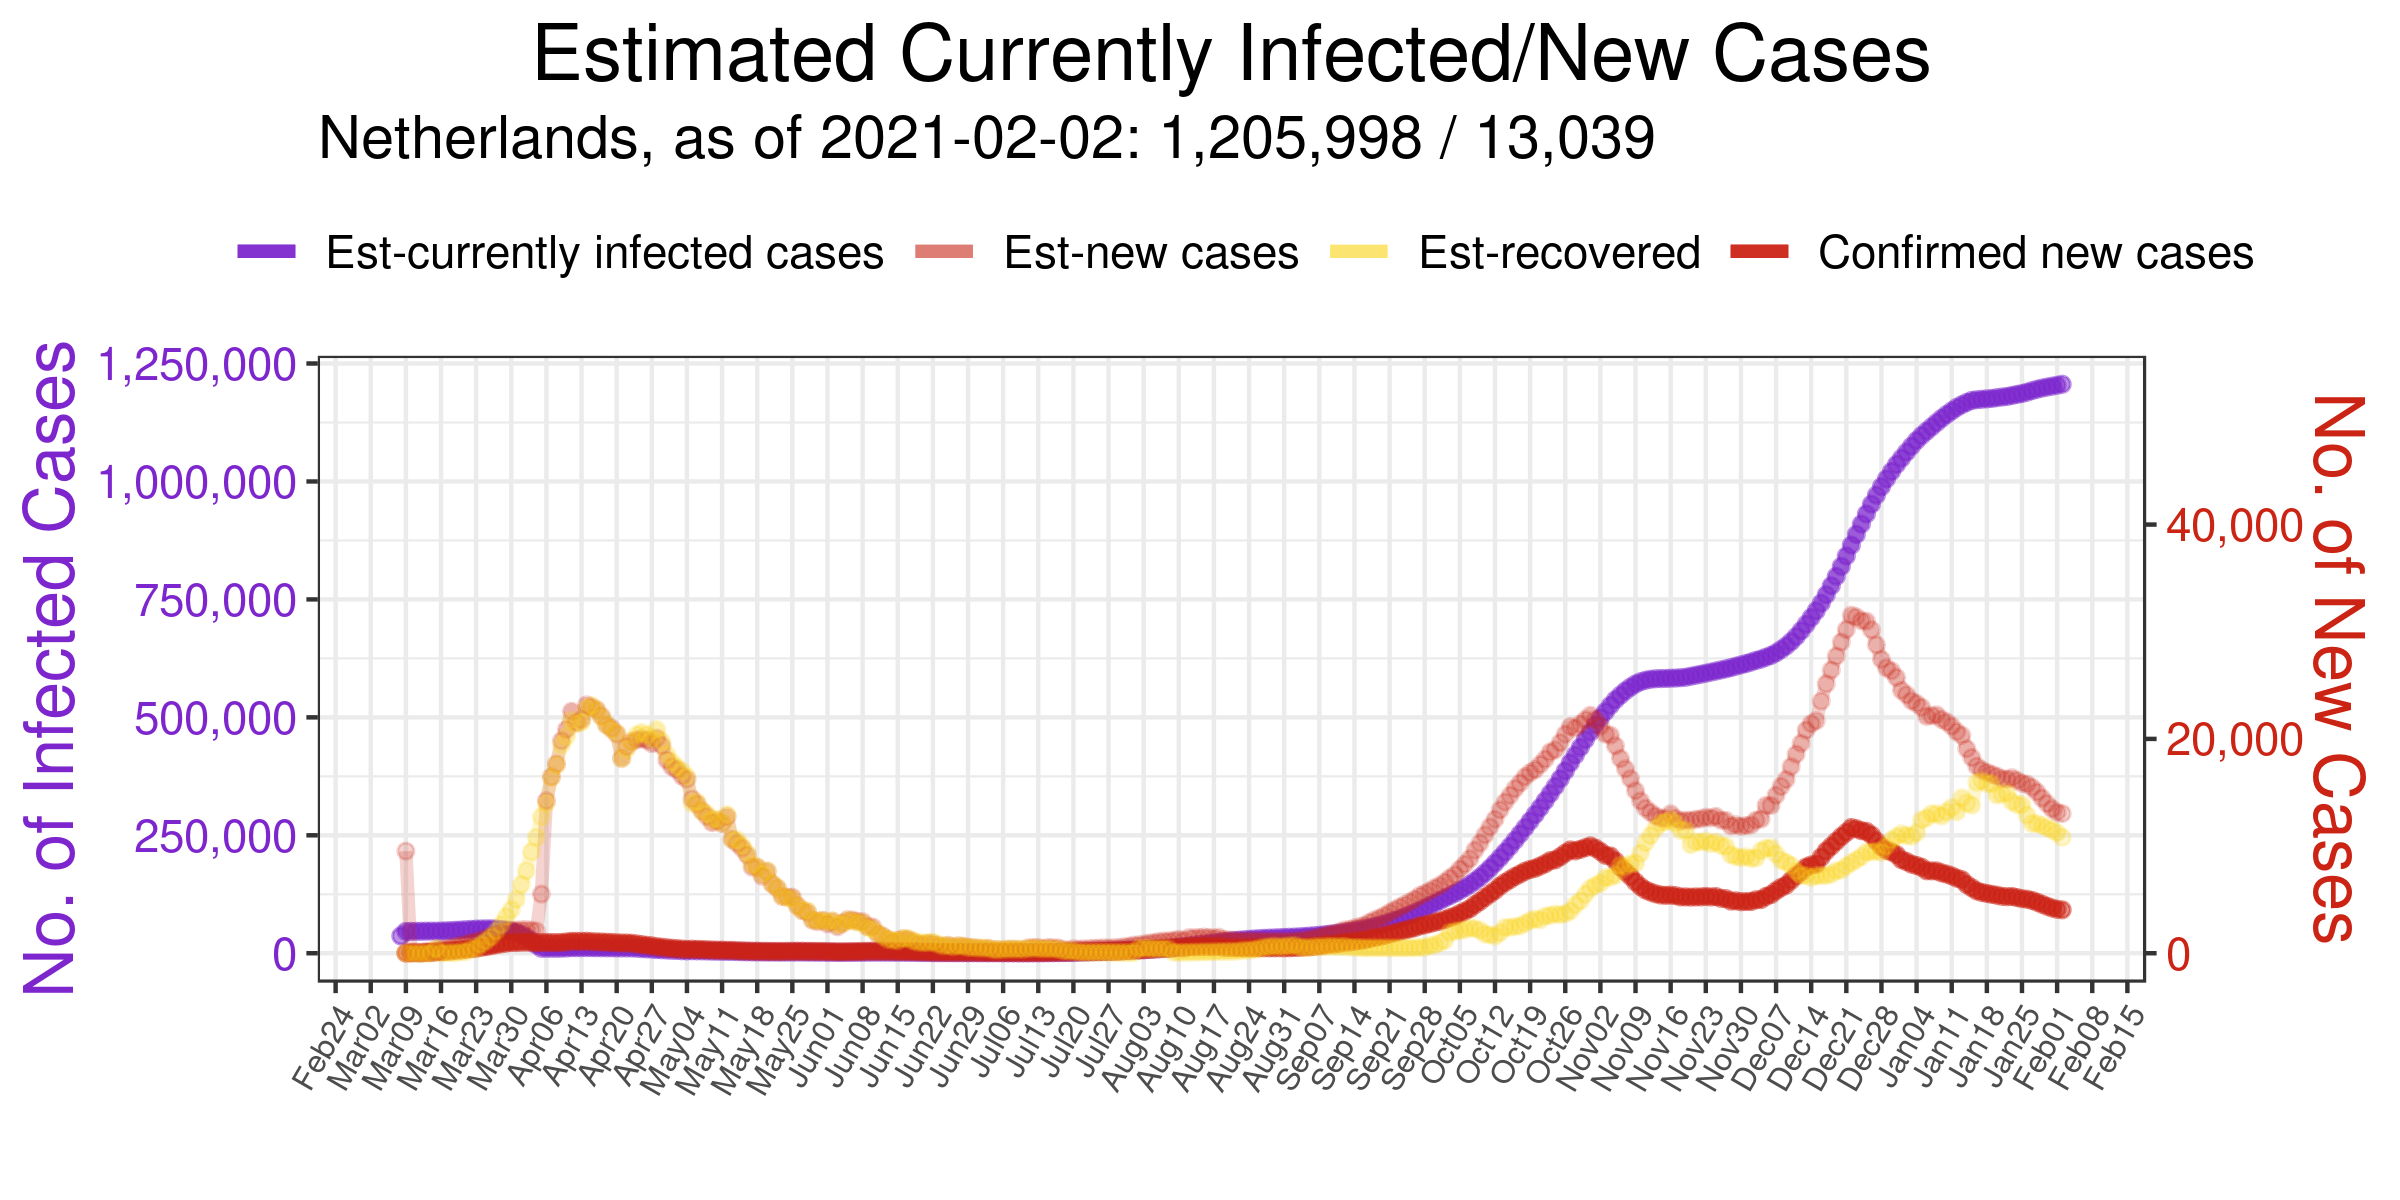 Estimated Currently Infected/New Cases
Netherlands, as of 2021-02-02: 1,205,998 / 13,039
Est-currently infected cases Est-new cases Est-recovered Confirmed new cases
No. of Infected Cases
1,250,000
1,000,000
750,000
500,000
250,000
0
40,000
20,000
0
No. of New Cases
Feb24 Mar02 Mar09 Mar16 Mar23 Mar30 Apr06 Apr13 Apr20 Apr27 May04 May11 May18 May25 Jun01 Jun08 Jun15 Jun22 Jun29 Jul06 Jul13 Jul20 Jul27 Aug03 Aug10 Aug17 Aug24 Aug31 Sep07 Sep14 Sep21 Sep28 Oct05 Oct12 Oct19 Oct26 Nov02 Nov09 Nov16 Nov23 Nov30 Dec07 Dec14 Dec21 Dec28 Jan04 Jan11 Jan18 Jan25 Feb01 Feb08 Feb15